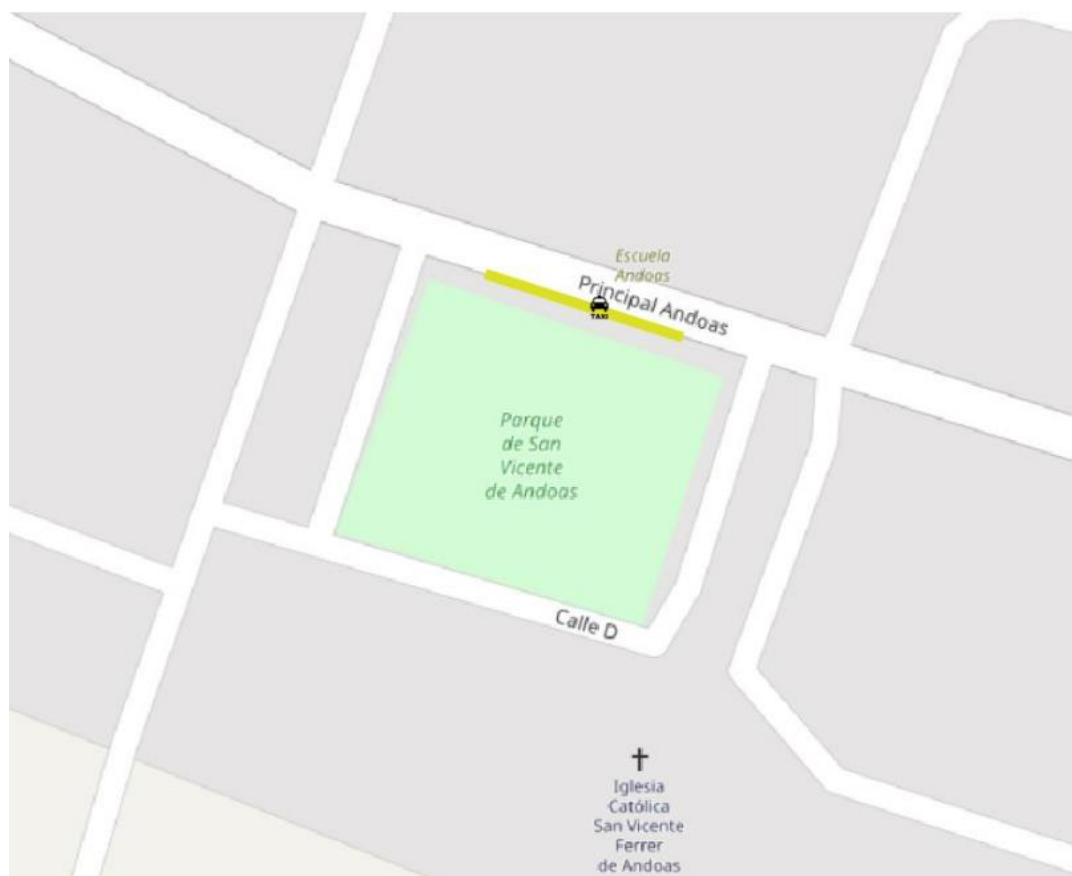 Escuela
Andoas
Principal Andoas
TAXI
Parque
de San
Vicente
de Andoas
Calle D
Iglesia
Católica
San Vicente
Ferrer
de Andoas